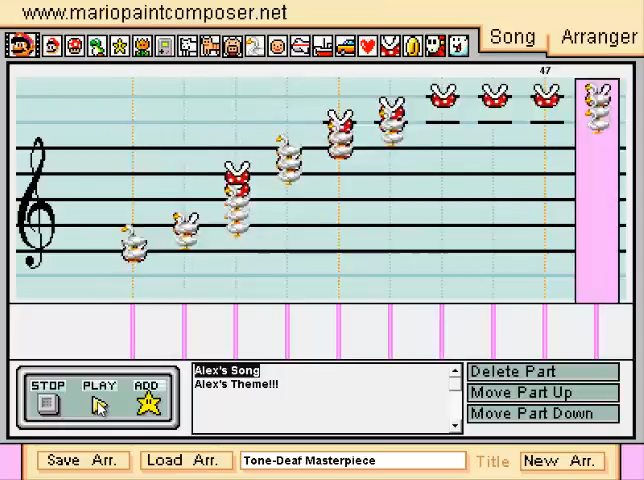 www.mariopaintcomposer.net
Song
Arranger
47
STOP PLAY ADD
Alex's Song
Alex's Theme!!!
Delete Part
Move Part Up
Move Part Down
Save Arr.
Load Arr.
Tone-Deaf Masterpiece
Title
New Arr.